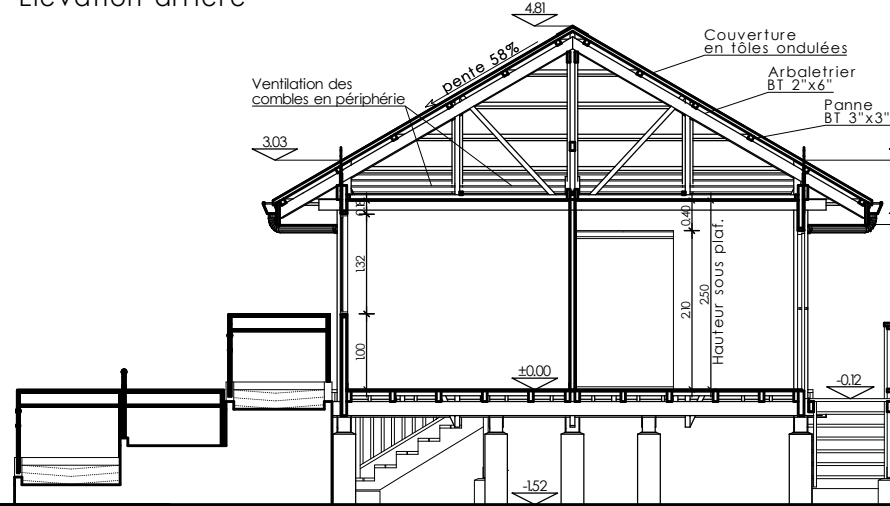 Elévation arrière
4.81
Couverture
en tôles ondulées
pente 58%
Arbaletrier
BT 2"x6"
Ventilation des
combles en périphérie
Panne
BT 3"x3"
3.03
0.40
1.32
2.10
2.50
Hauteur sous plaf.
1.00
±0.00
-0.12
-1.52